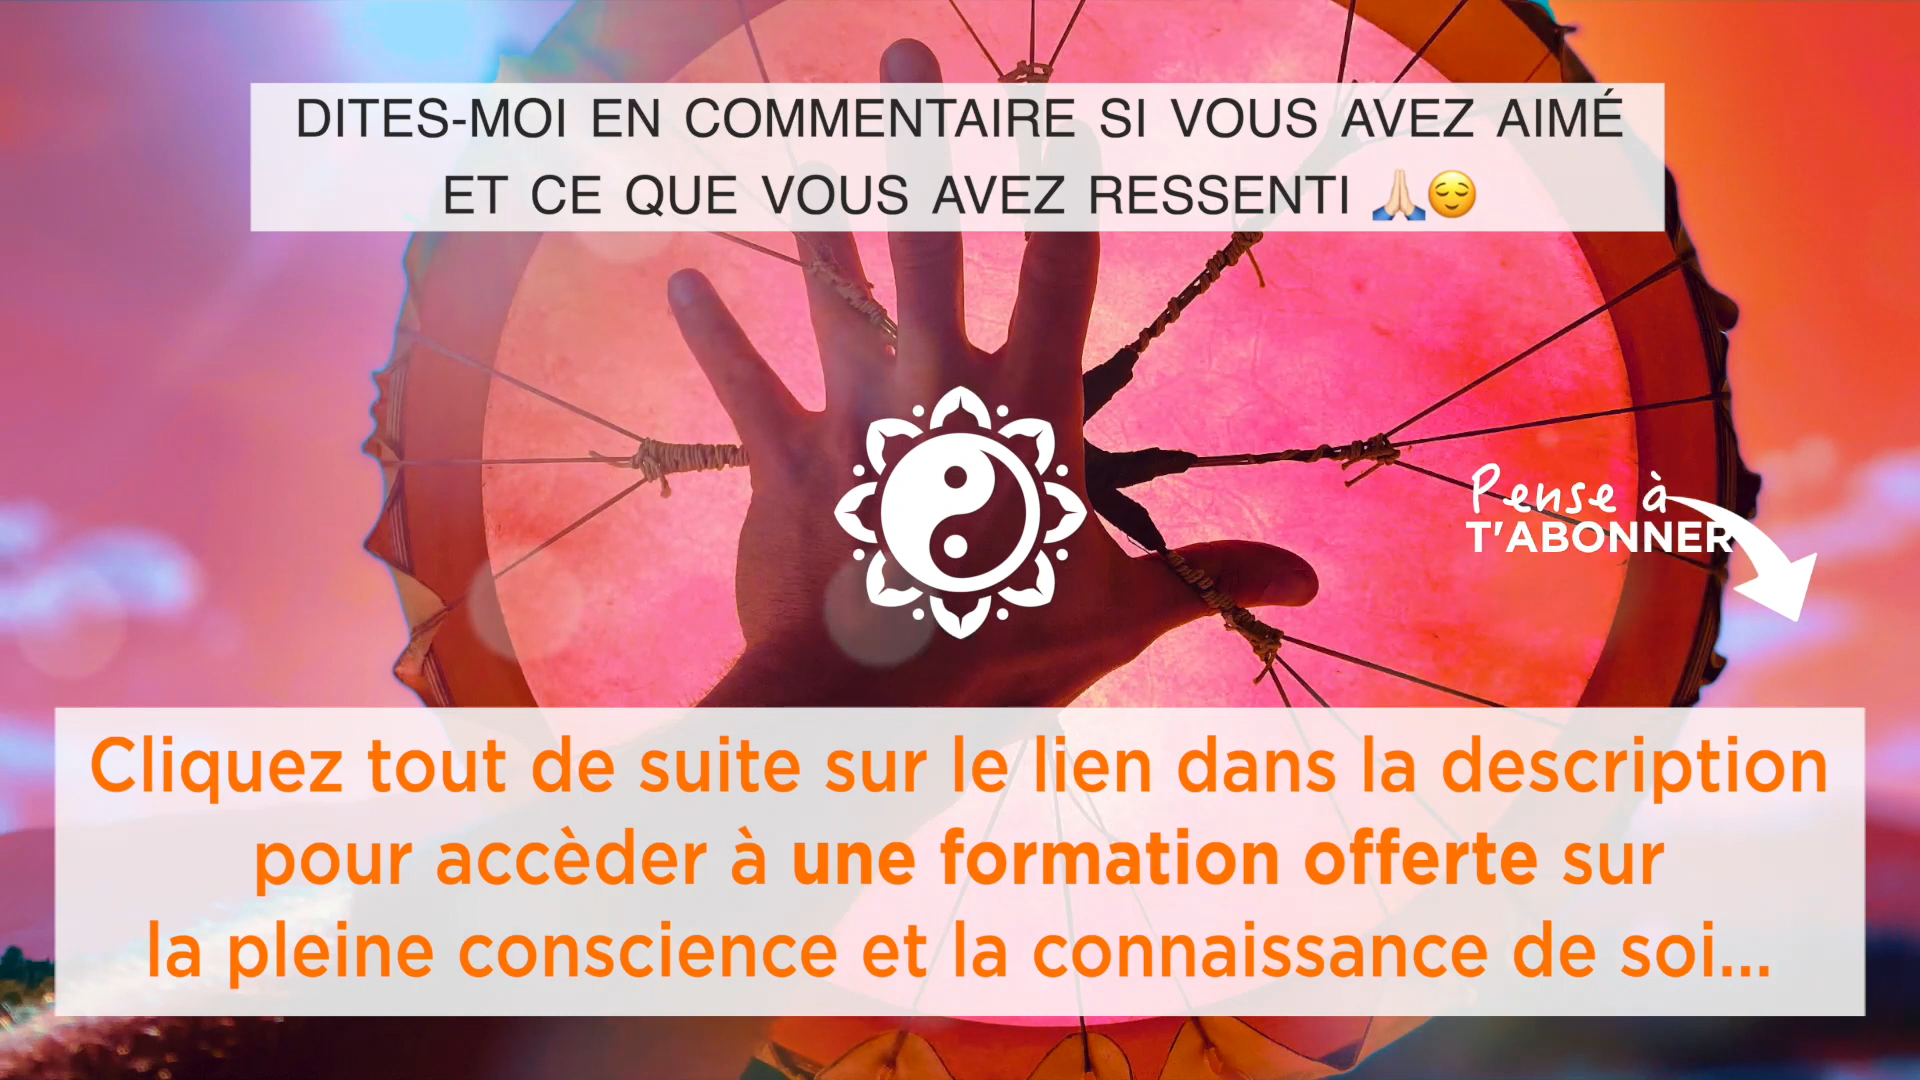 DITES-MOI EN COMMENTAIRE SI VOUS AVEZ AIMÉ
ET CE QUE VOUS AVEZ RESSENTI 🙏🏻😌
Pense à
T'ABONNER
Cliquez tout de suite sur le lien dans la description
pour accèder à une formation offerte sur
la pleine conscience et la connaissance de soi...